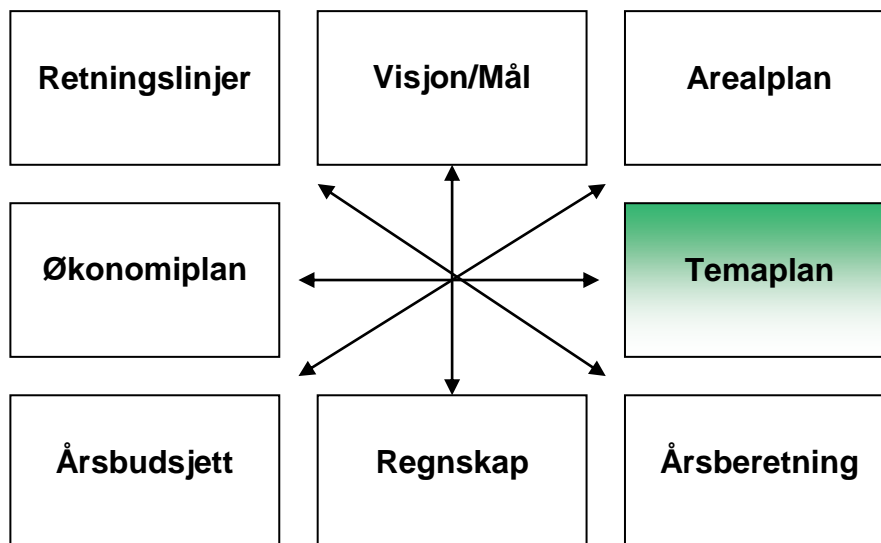 Retningslinjer
Visjon/Mål
Arealplan
Økonomiplan
Temaplan
Årsbudsjett
Regnskap
Årsberetning